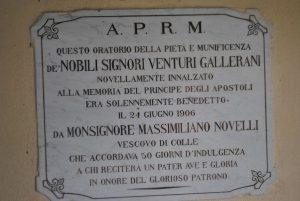 A. P. R. M.
QUESTO ORATORIO DELLA PIETÀ E MUNIFICENZA
DE' NOBILI SIGNORI VENTURI GALLERANI
NOVELLAMENTE INNALZATO
ALLA MEMORIA DEL PRINCIPE DEGLI APOSTOLI
ERA SOLENNEMENTE BENEDETTO
IL 24 GIUGNO 1906
DA MONSIGNORE MASSIMILIANO NOVELLI
VESCOVO DI COLLE
CHE ACCORDAVA 50 GIORNI D'INDULGENZA
A CHI RECITERÀ UN PATER AVE E GLORIA
IN ONORE DEL GLORIOSO PATRONO